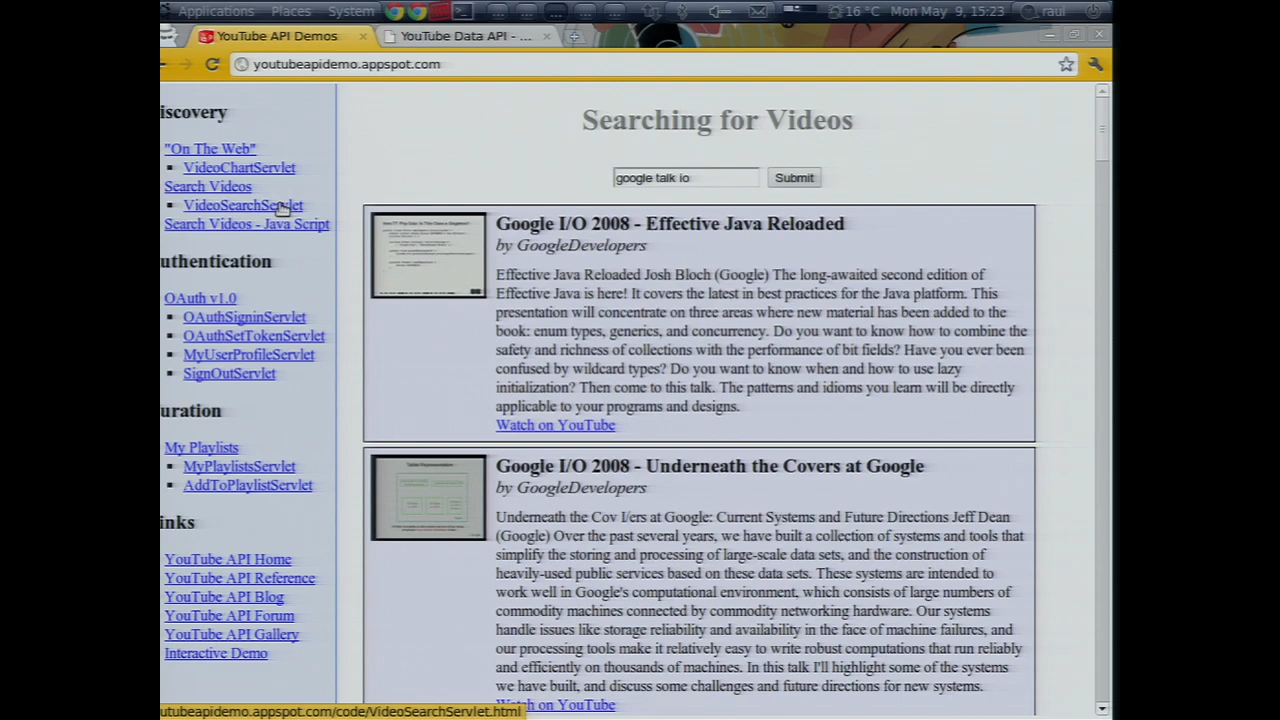 Applications Places System 16 °C Mon May 9, 15:23 raul
YouTube API Demos YouTube Data API - ...
youtubeapidemo.appspot.com
iscovery
"On The Web"
VideoChartServlet
Search Videos
VideoSearchServlet
Search Videos - Java Script
uthentication
OAuth v1.0
OAuthSigninServlet
OAuthSetTokenServlet
MyUserProfileServlet
SignOutServlet
uration
My Playlists
MyPlaylistsServlet
AddToPlaylistServlet
inks
YouTube API Home
YouTube API Reference
YouTube API Blog
YouTube API Forum
YouTube API Gallery
Interactive Demo
utubeapidemo.appspot.com/code/VideoSearchServlet.html
Searching for Videos
google talk io Submit
Google I/O 2008 - Effective Java Reloaded
by GoogleDevelopers
Effective Java Reloaded Josh Bloch (Google) The long-awaited second edition of
Effective Java is here! It covers the latest in best practices for the Java platform. This
presentation will concentrate on three areas where new material has been added to the
book: enum types, generics, and concurrency. Do you want to know how to combine the
safety and richness of collections with the performance of bit fields? Have you ever been
confused by wildcard types? Do you want to know when and how to use lazy
initialization? Then come to this talk. The patterns and idioms you learn will be directly
applicable to your programs and designs.
Watch on YouTube
Google I/O 2008 - Underneath the Covers at Google
by GoogleDevelopers
Underneath the Cov I/ers at Google: Current Systems and Future Directions Jeff Dean
(Google) Over the past several years, we have built a collection of systems and tools that
simplify the storing and processing of large-scale data sets, and the construction of
heavily-used public services based on these data sets. These systems are intended to
work well in Google's computational environment, which consists of large numbers of
commodity machines connected by commodity networking hardware. Our systems
handle issues like storage reliability and availability in the face of machine failures, and
our processing tools make it relatively easy to write robust computations that run reliably
and efficiently on thousands of machines. In this talk I'll highlight some of the systems
we have built, and discuss some challenges and future directions for new systems.
Watch on YouTube